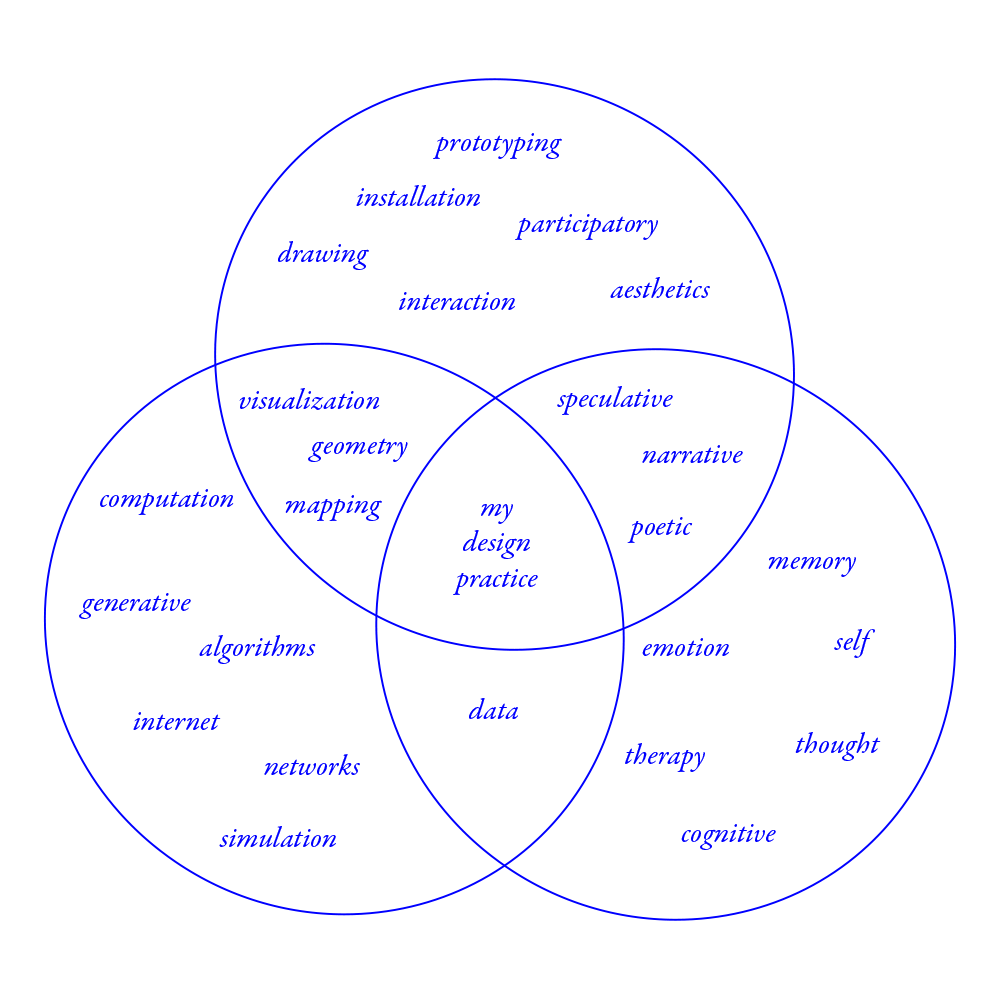 prototyping
installation
participatory
drawing
aesthetics
interaction
visualization
speculative
geometry
narrative
computation
mapping
my
design
practice
poetic
memory
generative
algorithms
emotion
self
data
internet
thought
therapy
networks
cognitive
simulation